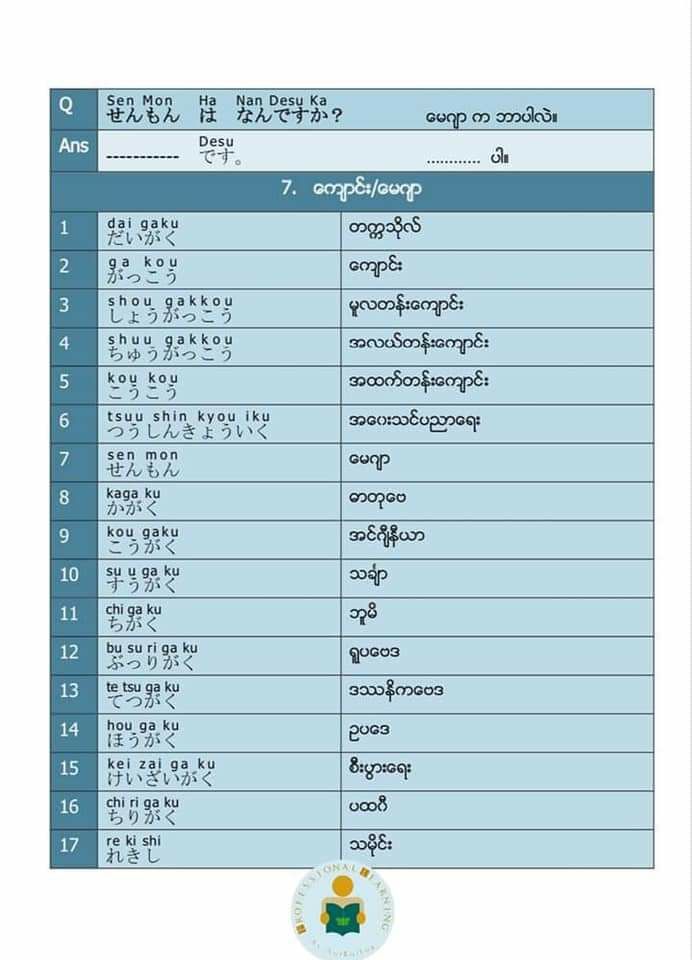 Q
Sen Mon Ha Nan Desu Ka
せんもん は なんですか? မေဂျာ က ဘာပါလဲ။
Ans
Desu
----------- です。 ............ ပါ။
7. ကျောင်း/မေဂျာ
1 dai gaku
だいがく တက္ကသိုလ်
2 ga kou
がっこう ကျောင်း
3 shou gakkou
しょうがっこう မူလတန်းကျောင်း
4 shuu gakkou
ちゅうがっこう အလယ်တန်းကျောင်း
5 kou kou
こうこう အထက်တန်းကျောင်း
6 tsuu shin kyou iku
つうしんきょういく အဝေးသင်ပညာရေး
7 sen mon
せんもん မေဂျာ
8 kaga ku
かがく ဓာတုဗေ
9 kou gaku
こうがく အင်ဂျီနီယာ
10 su u ga ku
すうがく သင်္ချာ
11 chi ga ku
ちがく ဘူမိ
12 bu su ri ga ku
ぶつりがく ရူပဗေဒ
13 te tsu ga ku
てつがく ဒဿနိကဗေဒ
14 hou ga ku
ほうがく ဥပဒေ
15 kei zai ga ku
けいざいがく စီးပွားရေး
16 chi ri ga ku
ちりがく ပထဝီ
17 re ki shi
れきし သမိုင်း
PROFESSIONAL LEARNING